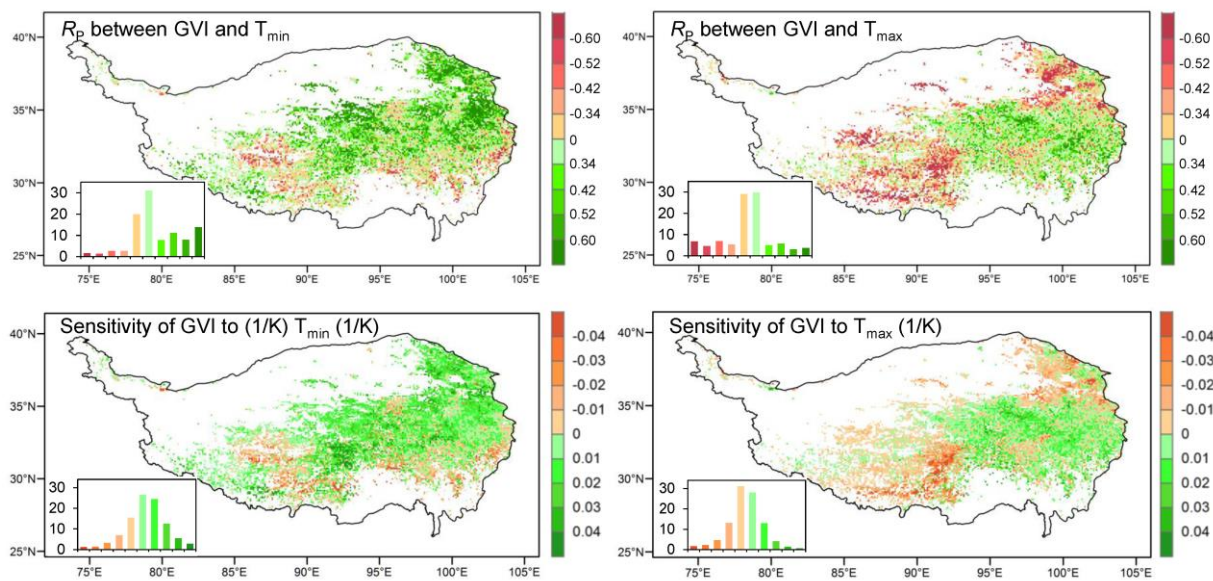 R_P between GVI and T_min
40°N
35°N
30°N
25°N
30
20
10
0
75°E 80°E 85°E 90°E 95°E 100°E 105°E
-0.60
-0.52
-0.42
-0.34
0
0.34
0.42
0.52
0.60
R_P between GVI and T_max
40°N
35°N
30°N
25°N
30
20
10
0
75°E 80°E 85°E 90°E 95°E 100°E 105°E
-0.60
-0.52
-0.42
-0.34
0
0.34
0.42
0.52
0.60
Sensitivity of GVI to (1/K) T_min (1/K)
40°N
35°N
30°N
25°N
30
20
10
0
75°E 80°E 85°E 90°E 95°E 100°E 105°E
-0.04
-0.03
-0.02
-0.01
0
0.01
0.02
0.03
0.04
Sensitivity of GVI to T_max (1/K)
40°N
35°N
30°N
25°N
30
20
10
0
75°E 80°E 85°E 90°E 95°E 100°E 105°E
-0.04
-0.03
-0.02
-0.01
0
0.01
0.02
0.03
0.04